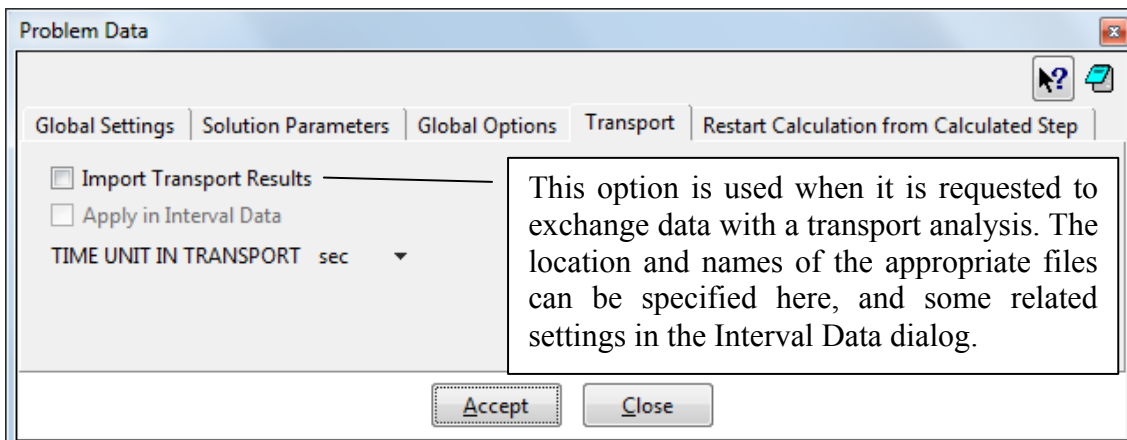 Problem Data
Global Settings Solution Parameters Global Options Transport Restart Calculation from Calculated Step
Import Transport Results
Apply in Interval Data
TIME UNIT IN TRANSPORT sec
This option is used when it is requested to
exchange data with a transport analysis. The
location and names of the appropriate files
can be specified here, and some related
settings in the Interval Data dialog.
Accept Close